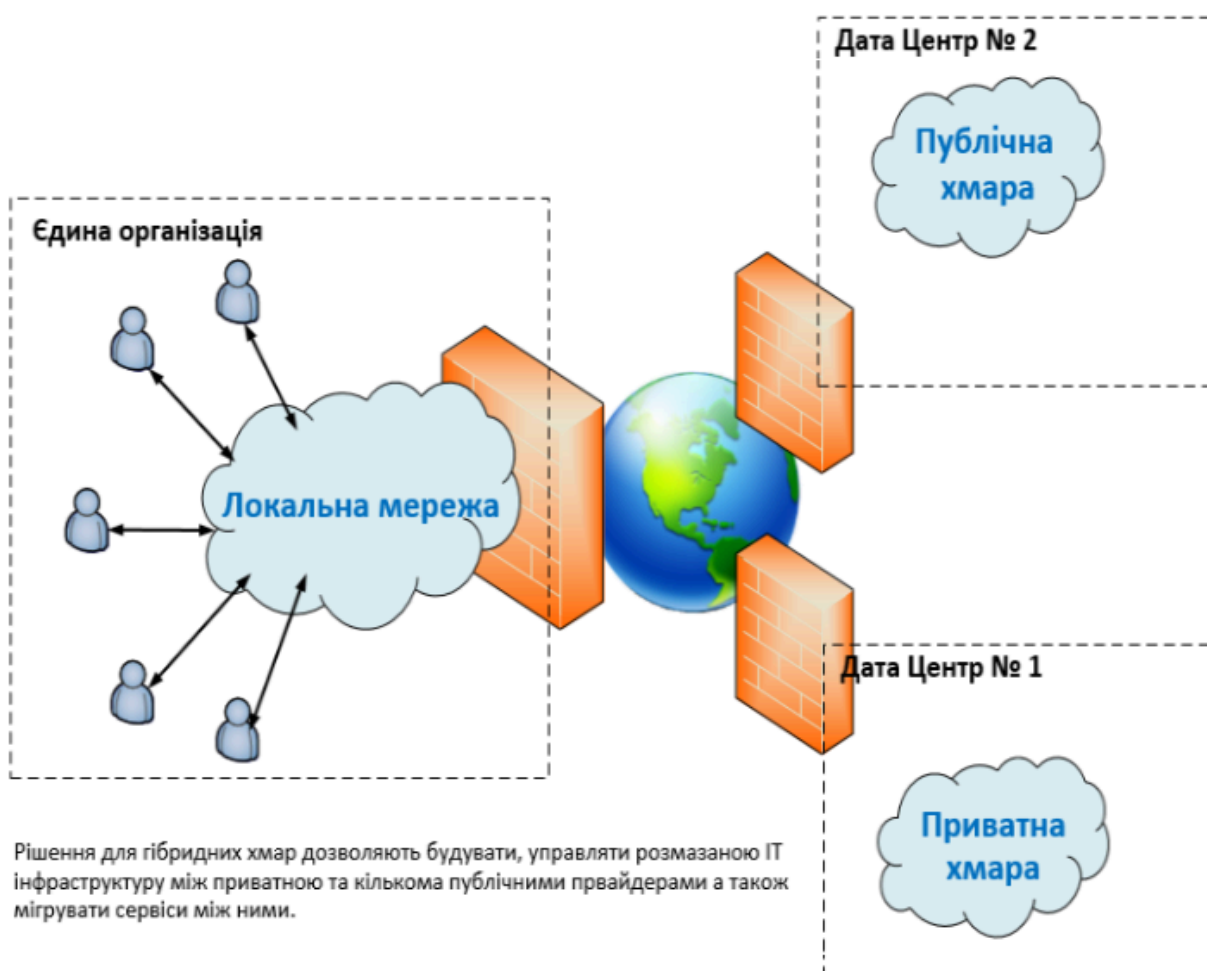 Дата Центр № 2
Публічна
хмара
Єдина організація
Локальна мережа
Дата Центр № 1
Приватна
хмара
Рішення для гібридних хмар дозволяють будувати, управляти розмазаною ІТ
інфраструктуру між приватною та кількома публічними првайдерами а також
мігрувати сервіси між ними.